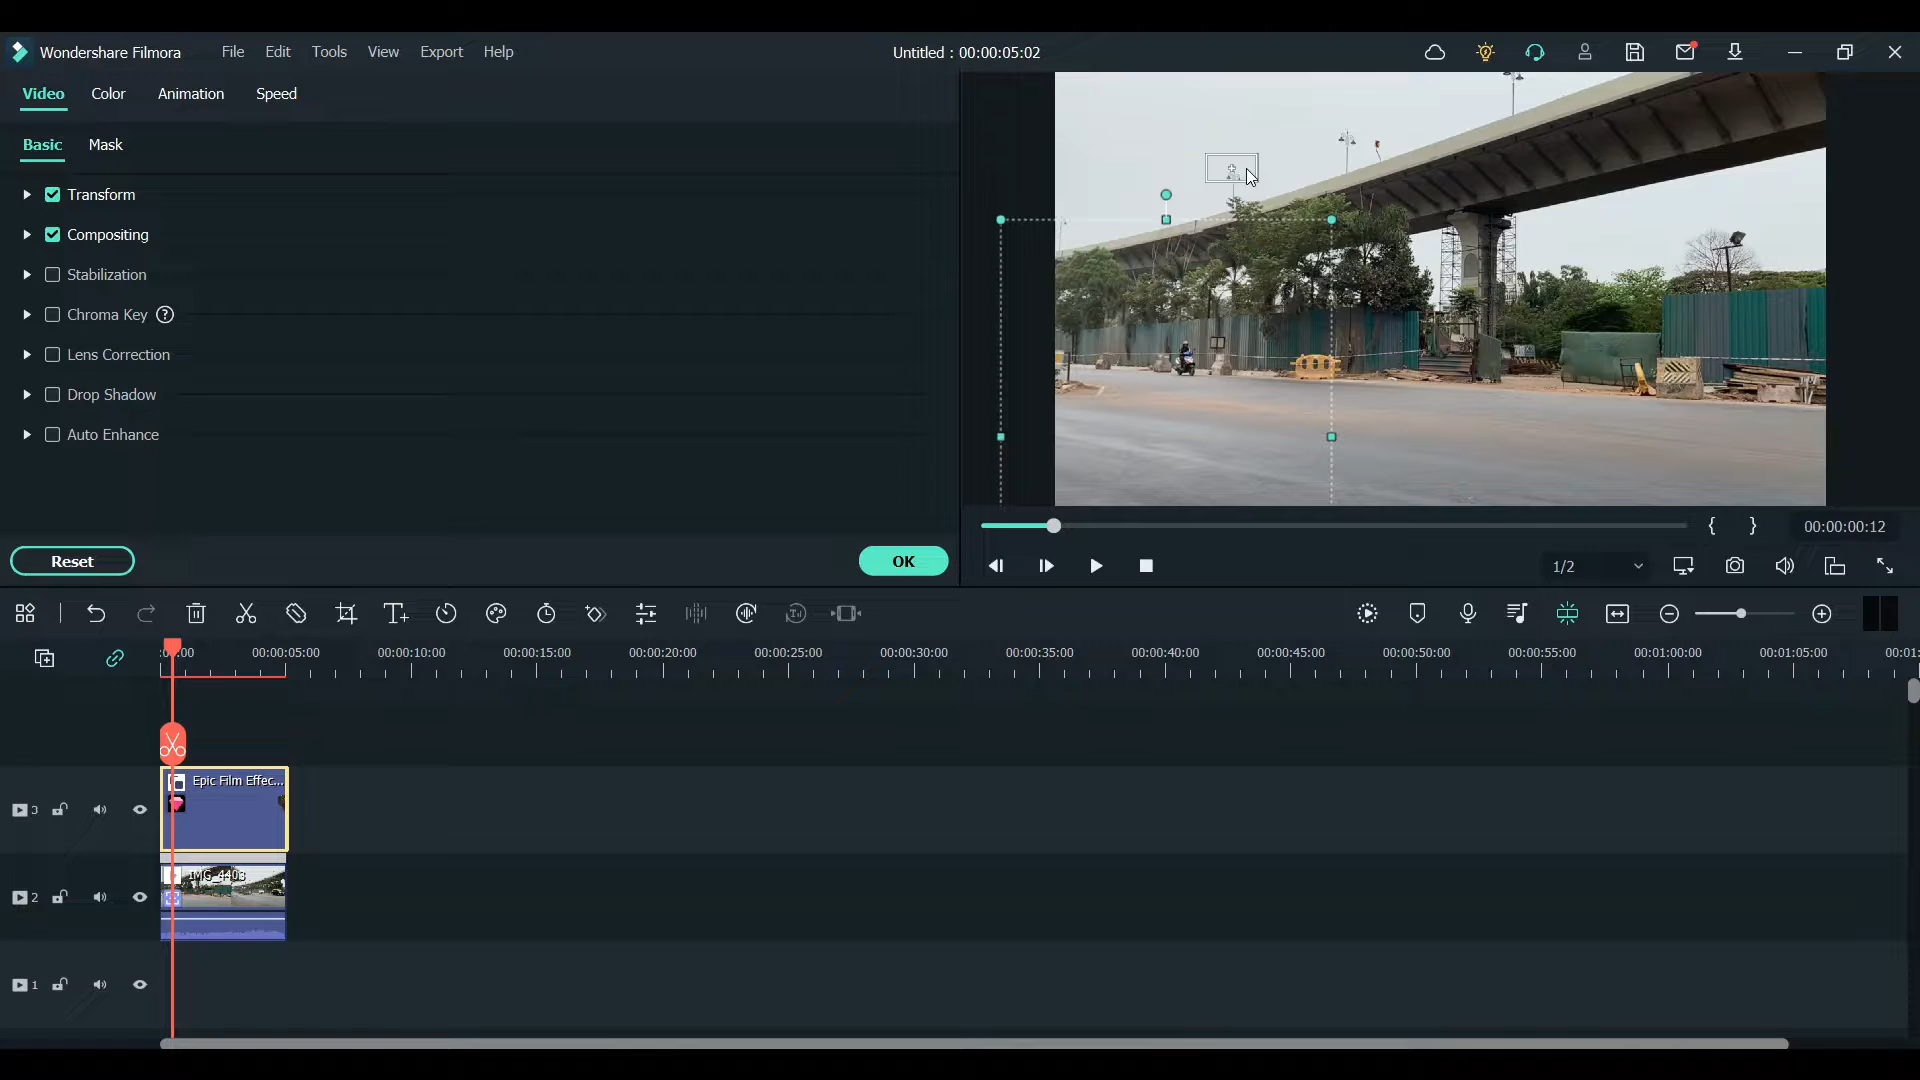 Wondershare Filmora File Edit Tools View Export Help Untitled : 00:00:05:02
Video Color Animation Speed
Basic Mask
Transform
Compositing
Stabilization
Chroma Key ?
Lens Correction
Drop Shadow
Auto Enhance
Reset OK
{ } 00:00:00:12
1/2
00:00:05:00 00:00:10:00 00:00:15:00 00:00:20:00 00:00:25:00 00:00:30:00 00:00:35:00 00:00:40:00 00:00:45:00 00:00:50:00 00:00:55:00 00:01:00:00 00:01:05:00
Epic Film Effec...
3
IMG_4403
2
1